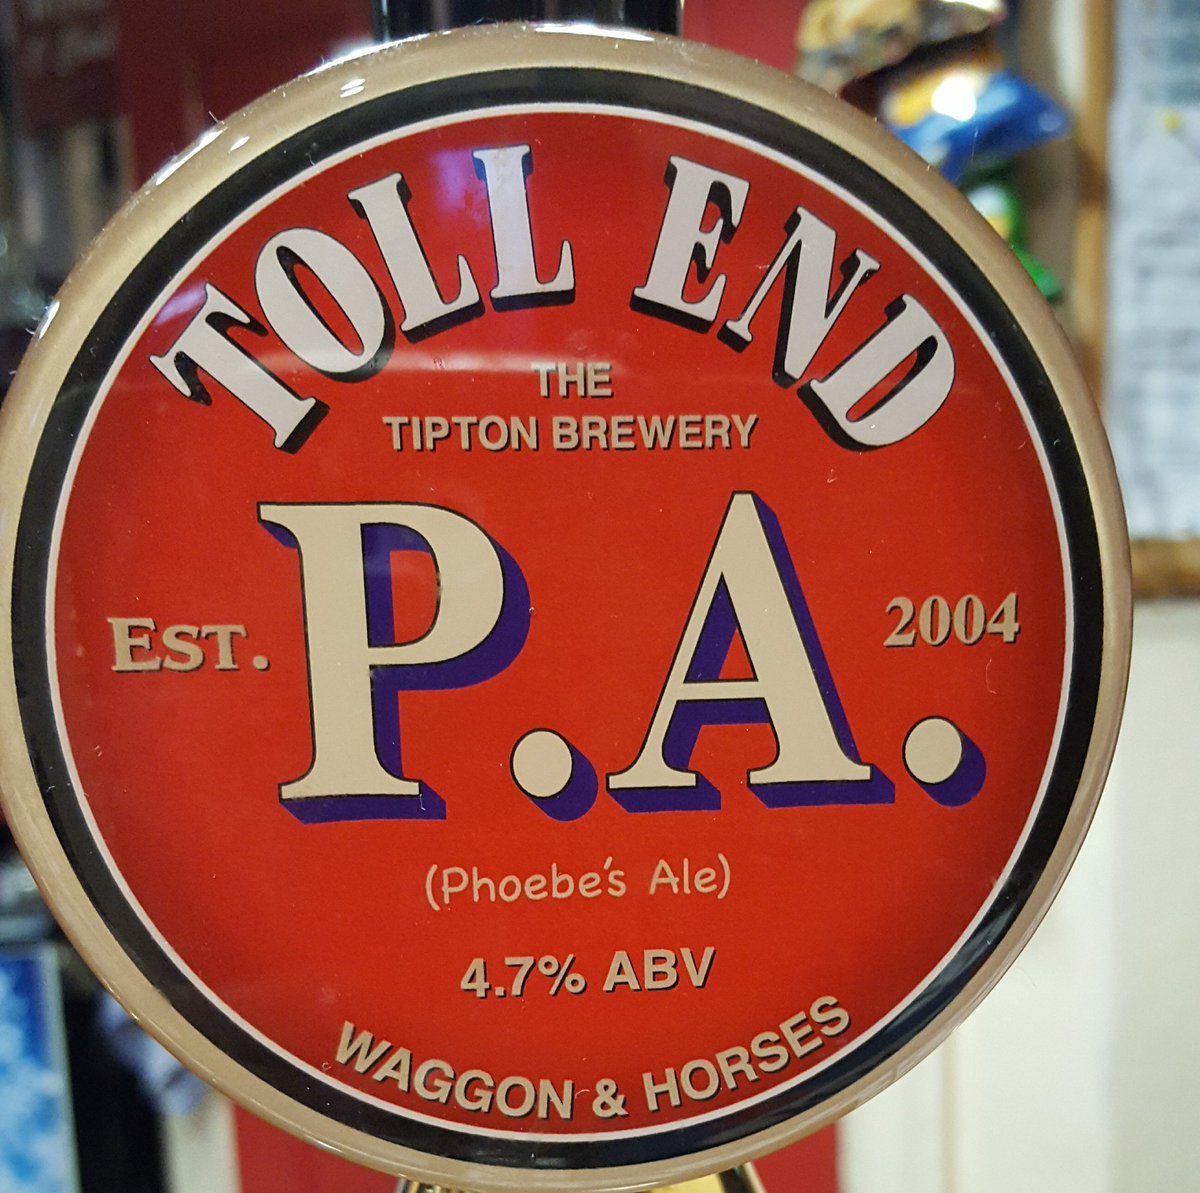 TOLL END
THE
TIPTON BREWERY
EST. P.A. 2004
(Phoebe's Ale)
4.7% ABV
WAGGON & HORSES